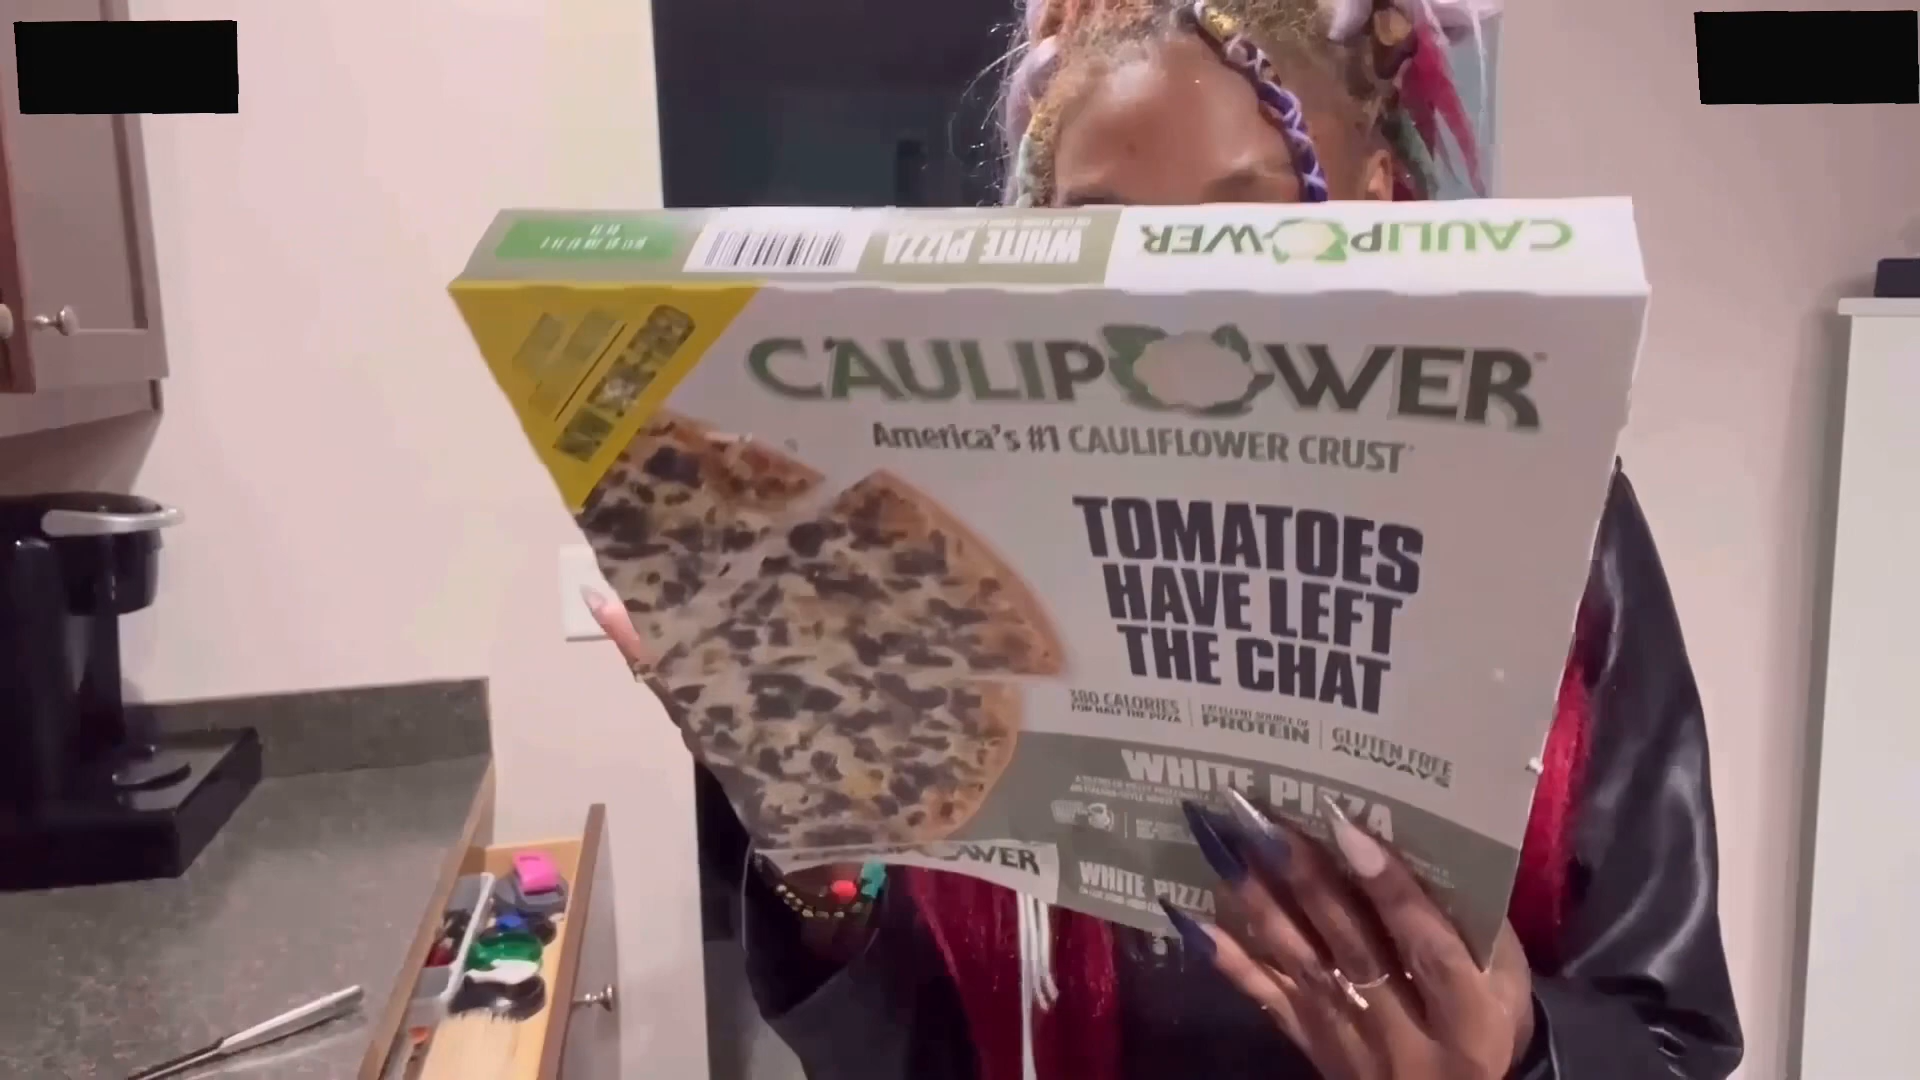 WHITE PIZZA
CAULIPOWER
CAULIPOWER
America's #1 CAULIFLOWER CRUST
TOMATOES
HAVE LEFT
THE CHAT
380 CALORIES
FOR HALF THE PIZZA
EXCELLENT SOURCE OF
PROTEIN
GLUTEN FREE
ALWAYS
WHITE PIZZA
OWER
WHITE PIZZA